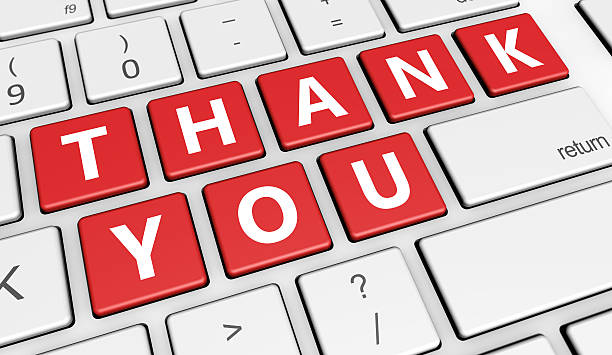 f9
)
0
_
-
+
=
(
9
THANK
return
YOU
K
>
?
/